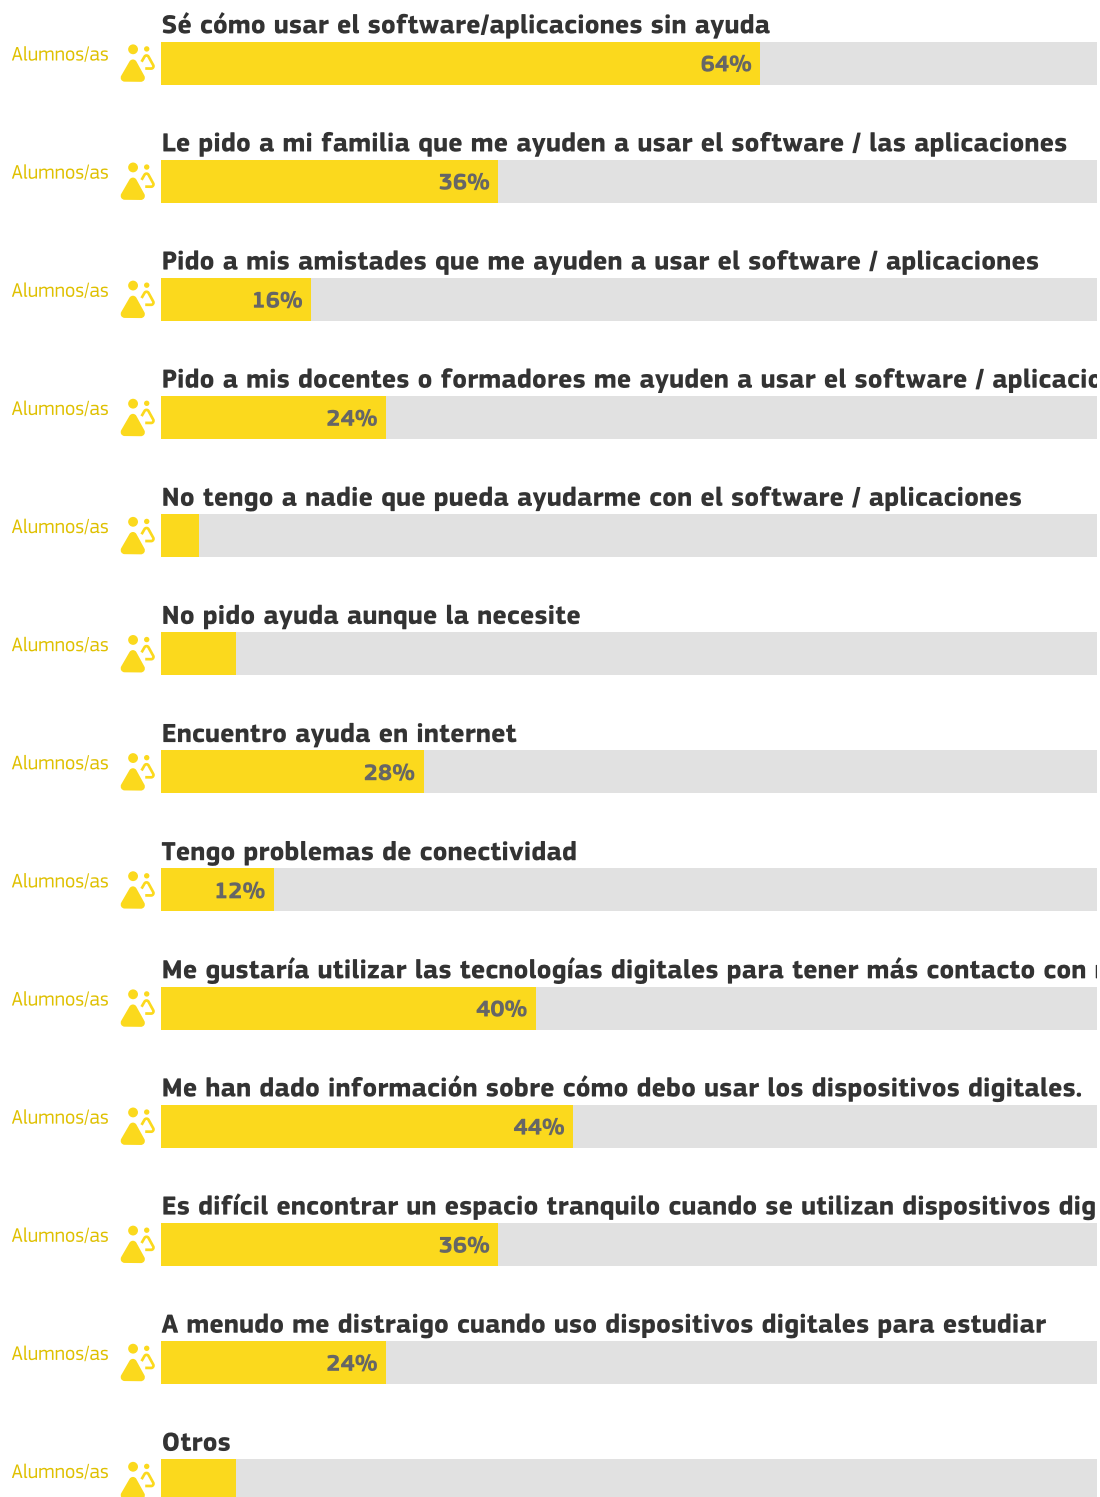 Sé cómo usar el software/aplicaciones sin ayuda
Alumnos/as
64%
Le pido a mi familia que me ayuden a usar el software / las aplicaciones
Alumnos/as
36%
Pido a mis amistades que me ayuden a usar el software / aplicaciones
Alumnos/as
16%
Pido a mis docentes o formadores me ayuden a usar el software /
Alumnos/as
24%
No tengo a nadie que pueda ayudarme con el software / aplicaciones
Alumnos/as
No pido ayuda aunque la necesite
Alumnos/as
Encuentro ayuda en internet
Alumnos/as
28%
Tengo problemas de conectividad
Alumnos/as
12%
Me gustaría utilizar las tecnologías digitales para tener más contacto con
Alumnos/as
40%
Me han dado información sobre cómo debo usar los dispositivos digitales.
Alumnos/as
44%
Es difícil encontrar un espacio tranquilo cuando se utilizan dispositivos
Alumnos/as
36%
A menudo me distraigo cuando uso dispositivos digitales para estudiar
Alumnos/as
24%
Otros
Alumnos/as